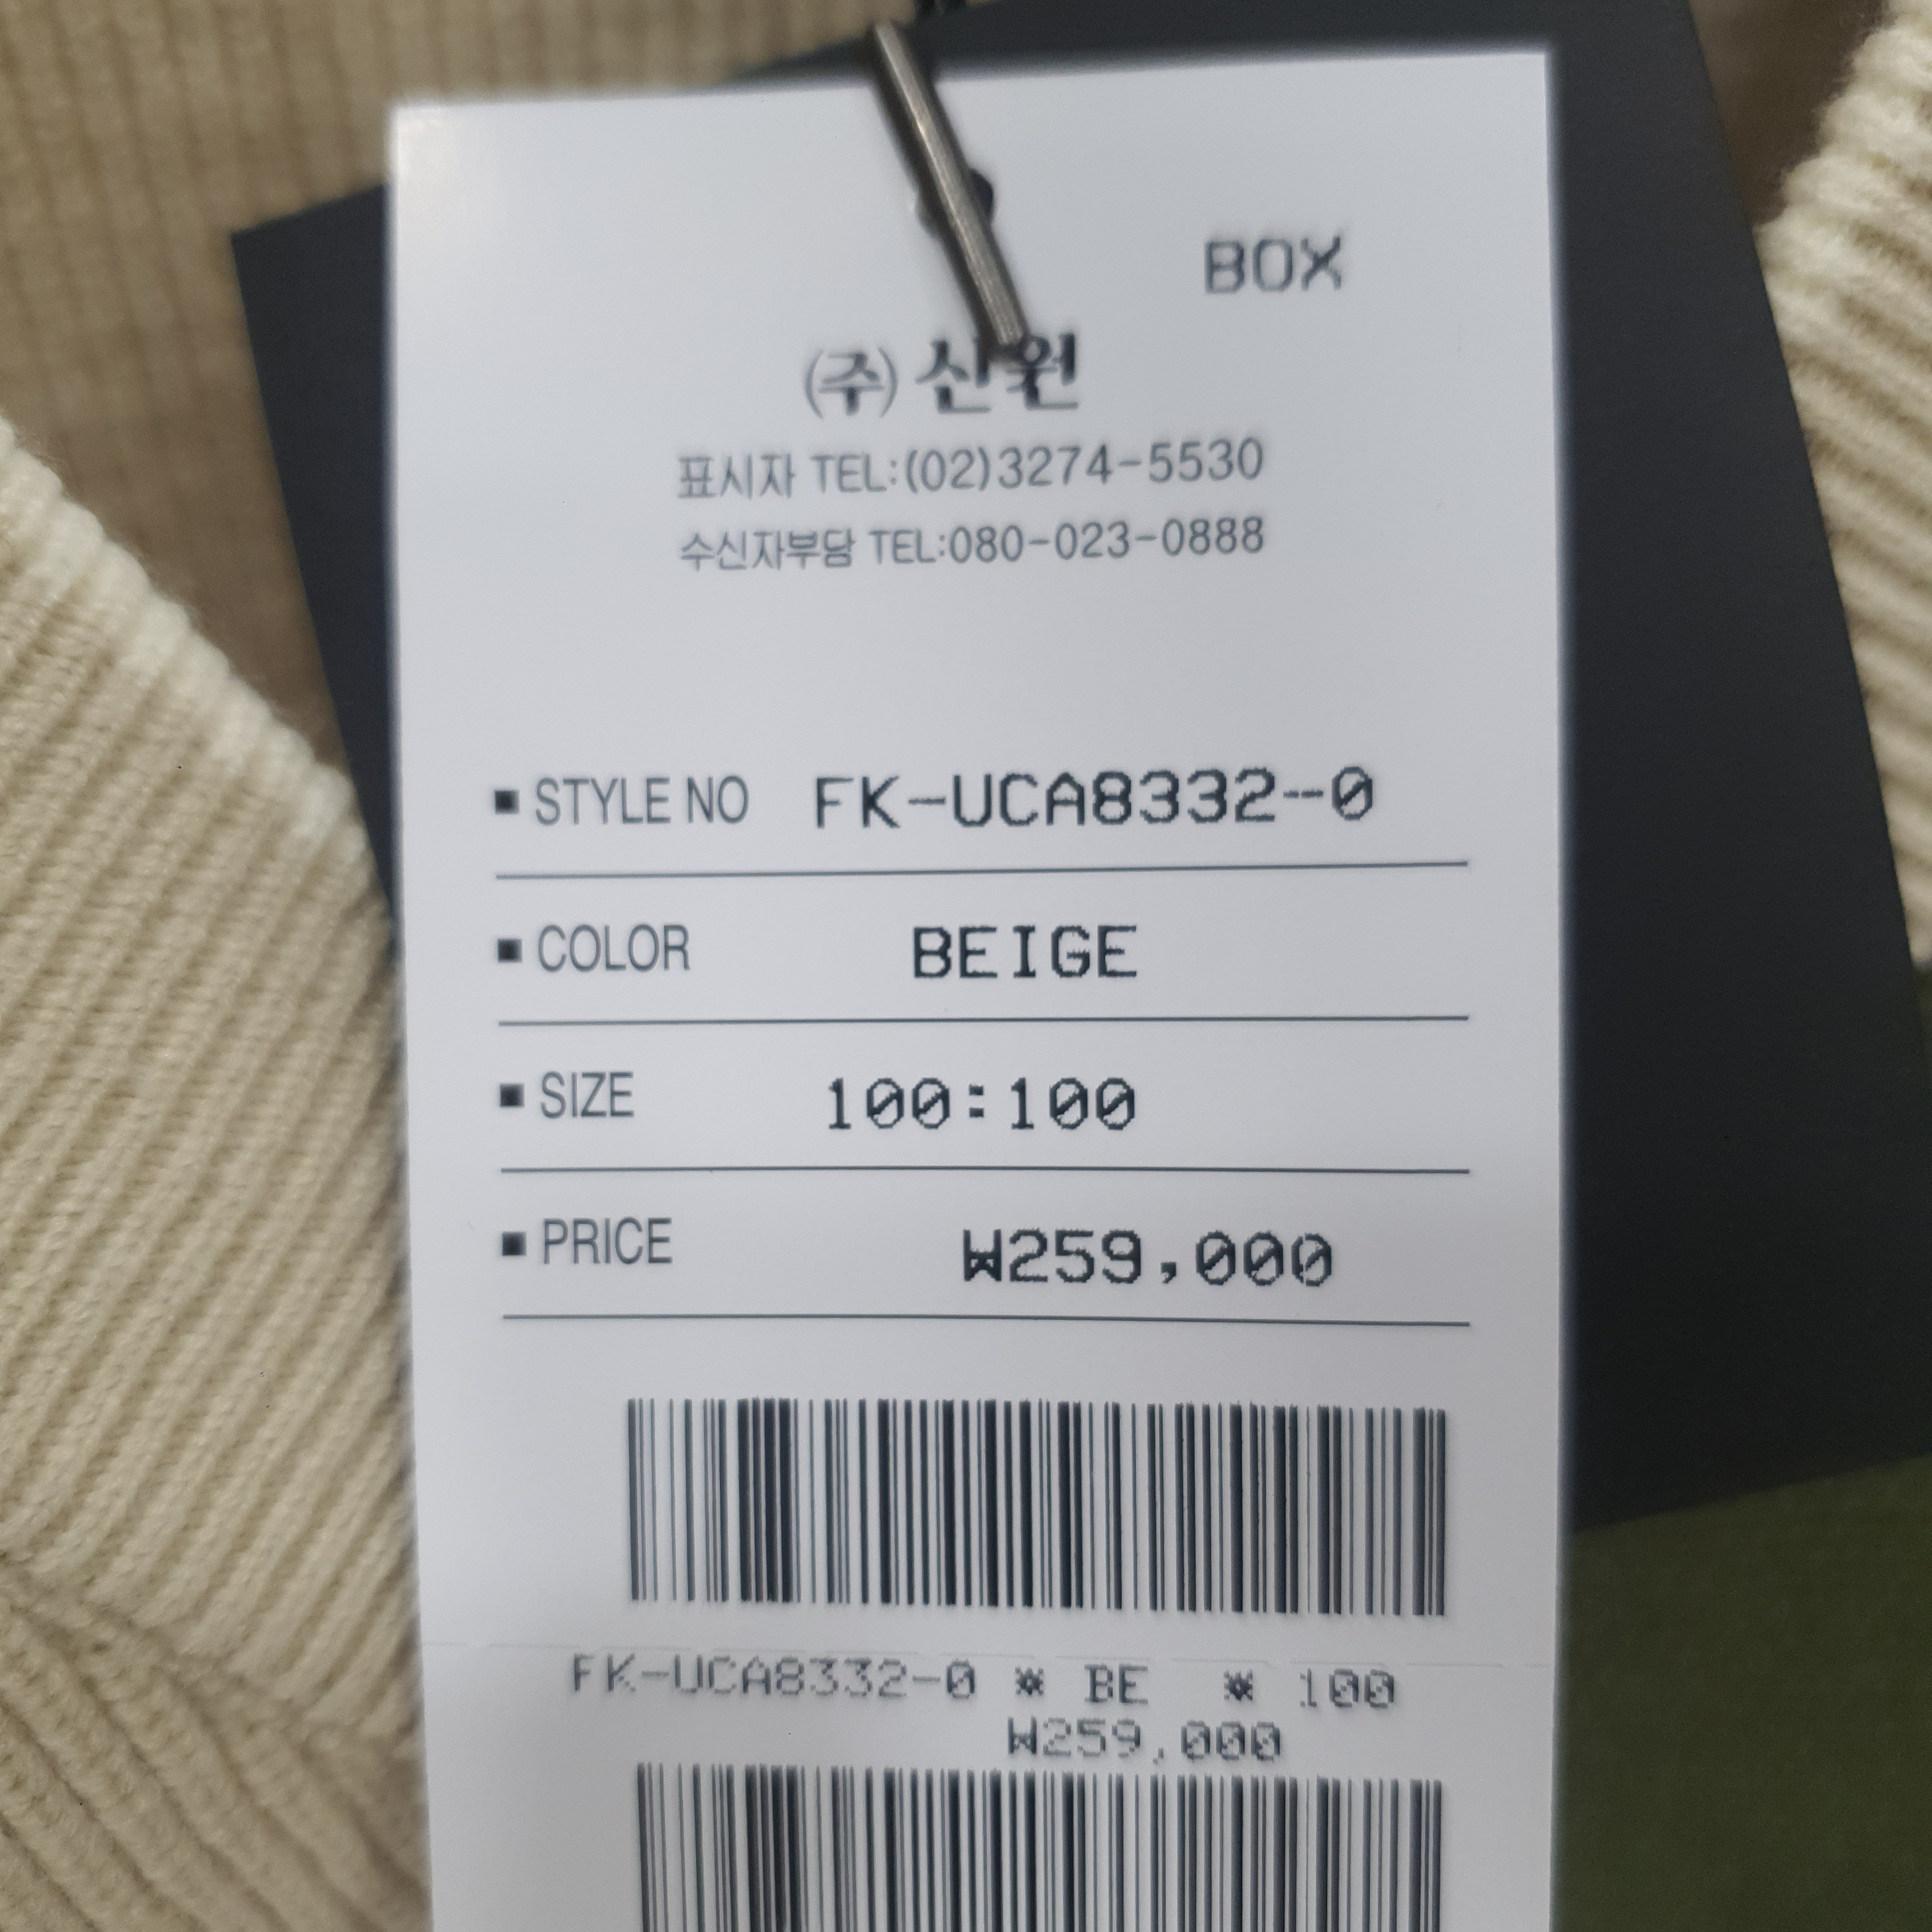 BOX
(주) 신원
표시자 TEL:(02)3274-5530
수신자부담 TEL:080-023-0888
■ STYLE NO FK-UCA8332-0
■ COLOR BEIGE
■ SIZE 100:100
■ PRICE ₩259,000
FK-UCA8332-0 * BE * 100
₩259,000